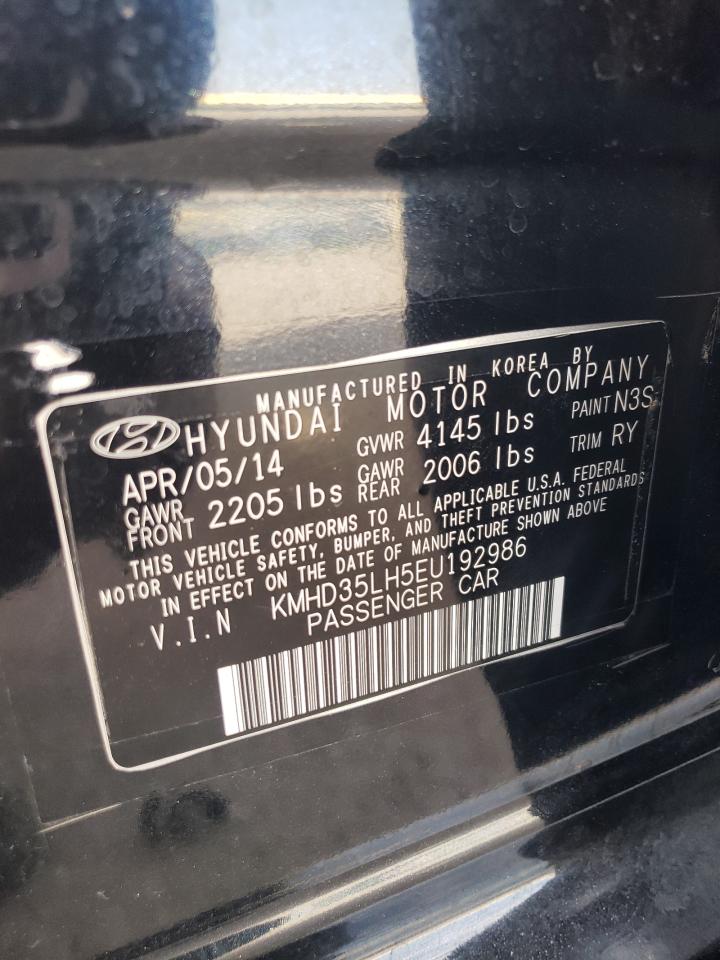 MANUFACTURED IN KOREA BY
HYUNDAI MOTOR COMPANY
APR/05/14 GVWR 4145 lbs PAINT N3S
GAWR FRONT 2205 lbs GAWR REAR 2006 lbs TRIM RY
THIS VEHICLE CONFORMS TO ALL APPLICABLE U.S.A. FEDERAL
MOTOR VEHICLE SAFETY, BUMPER, AND THEFT PREVENTION STANDARDS
IN EFFECT ON THE DATE OF MANUFACTURE SHOWN ABOVE
V.I.N KMHD35LH5EU192986
PASSENGER CAR